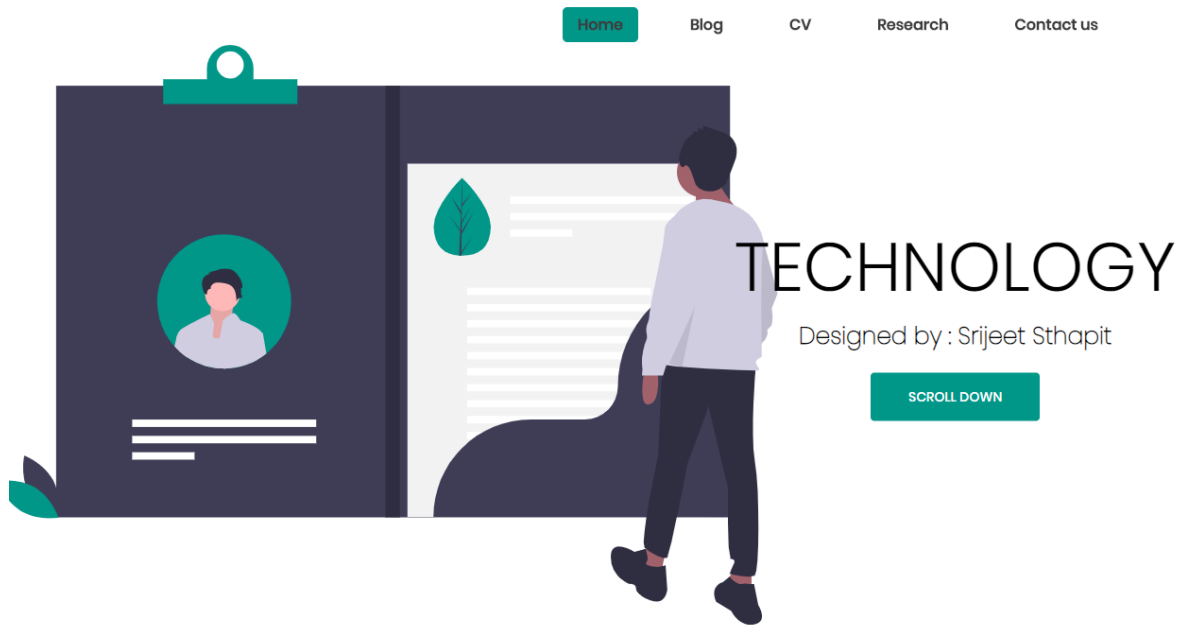 Home Blog CV Research Contact us
TECHNOLOGY
Designed by : Srijeet Sthapit
SCROLL DOWN